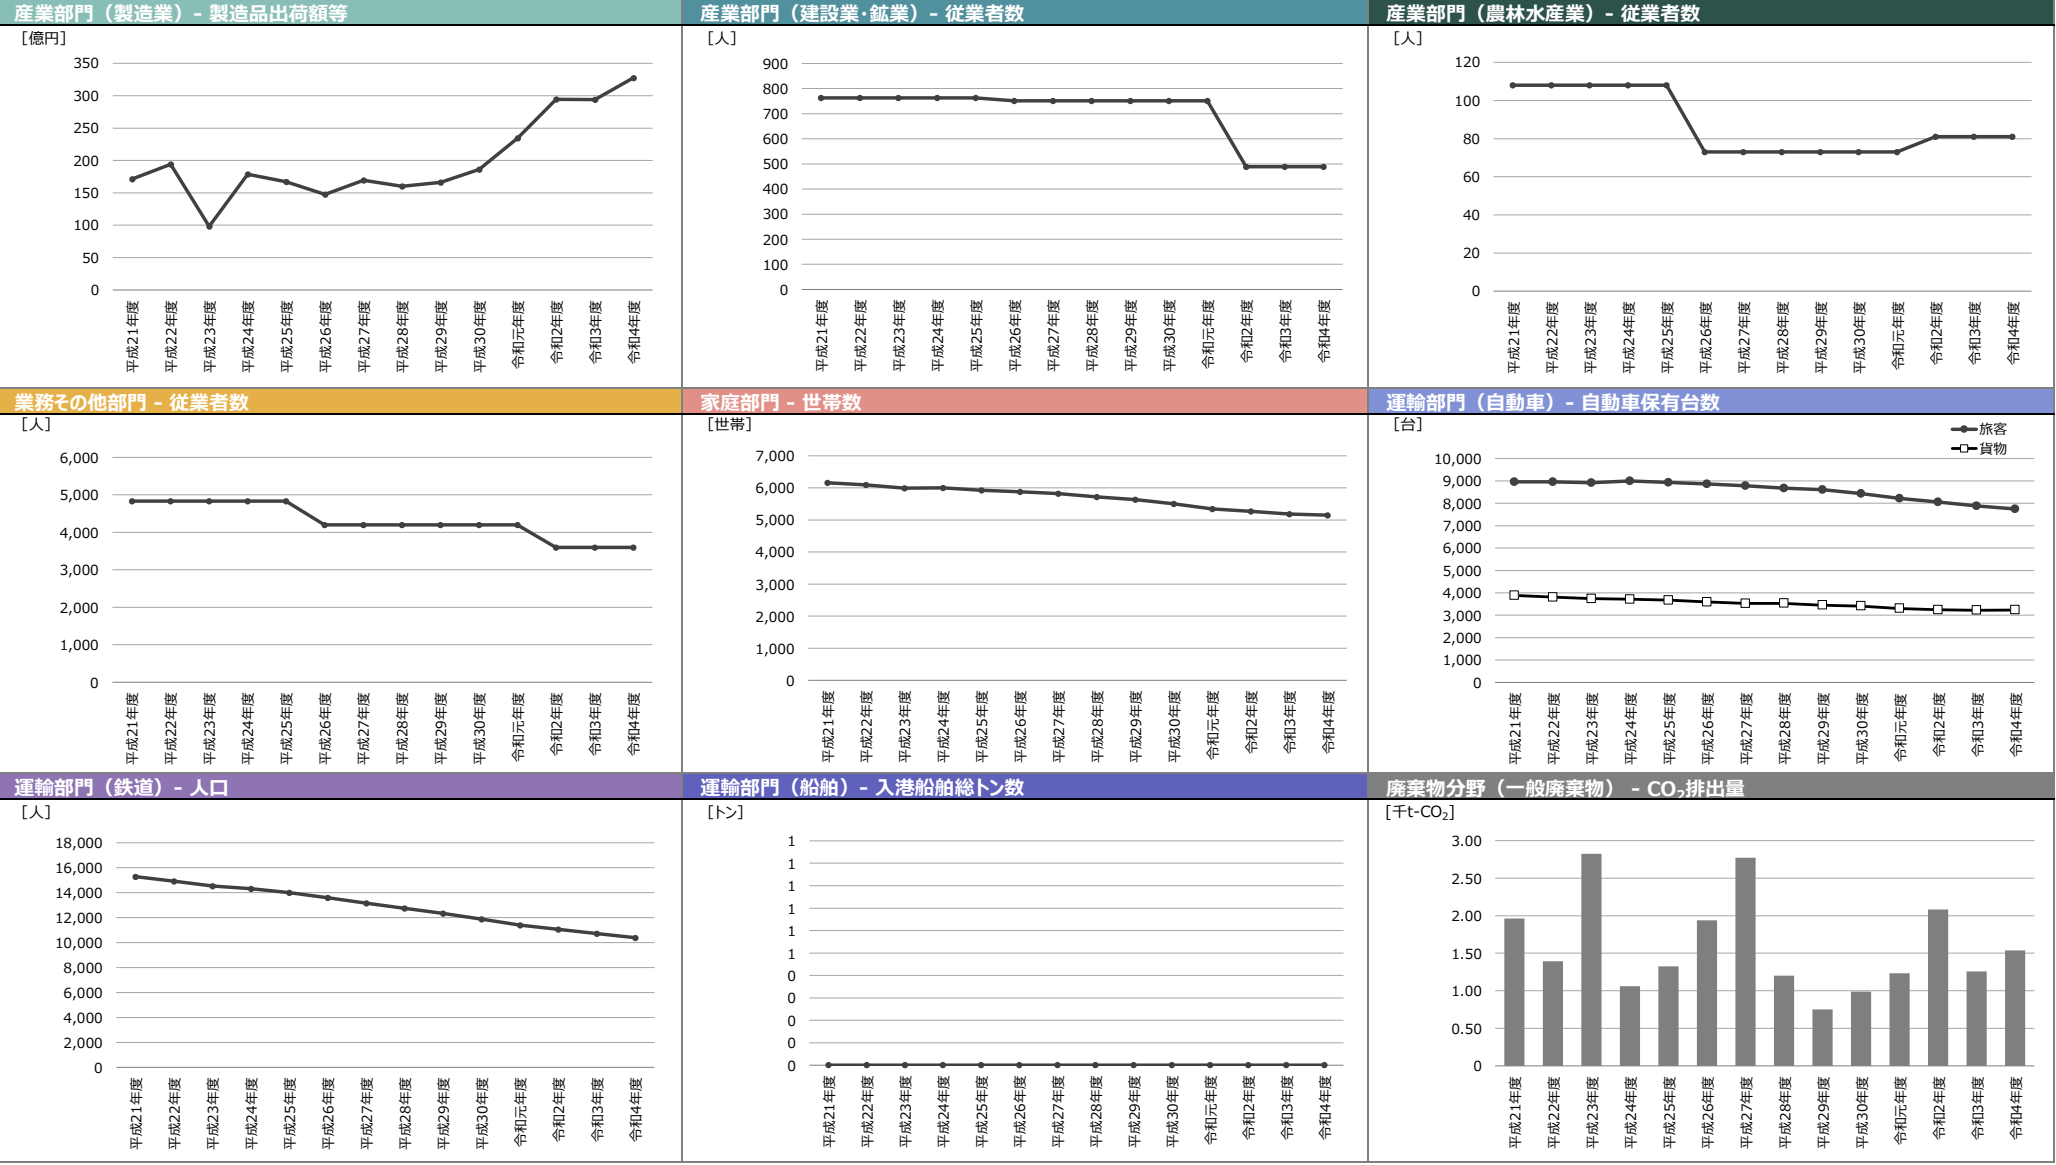 産業部門（製造業）- 製造品出荷額等
［億円］
350
300
250
200
150
100
50
0
平成21年度
平成22年度
平成23年度
平成24年度
平成25年度
平成26年度
平成27年度
平成28年度
平成29年度
平成30年度
令和元年度
令和2年度
令和3年度
令和4年度
産業部門（建設業・鉱業）- 従業者数
［人］
900
800
700
600
500
400
300
200
100
0
平成21年度
平成22年度
平成23年度
平成24年度
平成25年度
平成26年度
平成27年度
平成28年度
平成29年度
平成30年度
令和元年度
令和2年度
令和3年度
令和4年度
産業部門（農林水産業）- 従業者数
［人］
120
100
80
60
40
20
0
平成21年度
平成22年度
平成23年度
平成24年度
平成25年度
平成26年度
平成27年度
平成28年度
平成29年度
平成30年度
令和元年度
令和2年度
令和3年度
令和4年度
業務その他部門 - 従業者数
［人］
6,000
5,000
4,000
3,000
2,000
1,000
0
平成21年度
平成22年度
平成23年度
平成24年度
平成25年度
平成26年度
平成27年度
平成28年度
平成29年度
平成30年度
令和元年度
令和2年度
令和3年度
令和4年度
家庭部門 - 世帯数
［世帯］
7,000
6,000
5,000
4,000
3,000
2,000
1,000
0
平成21年度
平成22年度
平成23年度
平成24年度
平成25年度
平成26年度
平成27年度
平成28年度
平成29年度
平成30年度
令和元年度
令和2年度
令和3年度
令和4年度
運輸部門（自動車）- 自動車保有台数
［台］
旅客
貨物
10,000
9,000
8,000
7,000
6,000
5,000
4,000
3,000
2,000
1,000
0
平成21年度
平成22年度
平成23年度
平成24年度
平成25年度
平成26年度
平成27年度
平成28年度
平成29年度
平成30年度
令和元年度
令和2年度
令和3年度
令和4年度
運輸部門（鉄道）- 人口
［人］
18,000
16,000
14,000
12,000
10,000
8,000
6,000
4,000
2,000
0
平成21年度
平成22年度
平成23年度
平成24年度
平成25年度
平成26年度
平成27年度
平成28年度
平成29年度
平成30年度
令和元年度
令和2年度
令和3年度
令和4年度
運輸部門（船舶）- 入港船舶総トン数
［トン］
1
1
1
1
1
1
0
0
0
0
0
平成21年度
平成22年度
平成23年度
平成24年度
平成25年度
平成26年度
平成27年度
平成28年度
平成29年度
平成30年度
令和元年度
令和2年度
令和3年度
令和4年度
廃棄物分野（一般廃棄物） - CO₂排出量
［千t-CO₂］
3.00
2.50
2.00
1.50
1.00
0.50
0
平成21年度
平成22年度
平成23年度
平成24年度
平成25年度
平成26年度
平成27年度
平成28年度
平成29年度
平成30年度
令和元年度
令和2年度
令和3年度
令和4年度